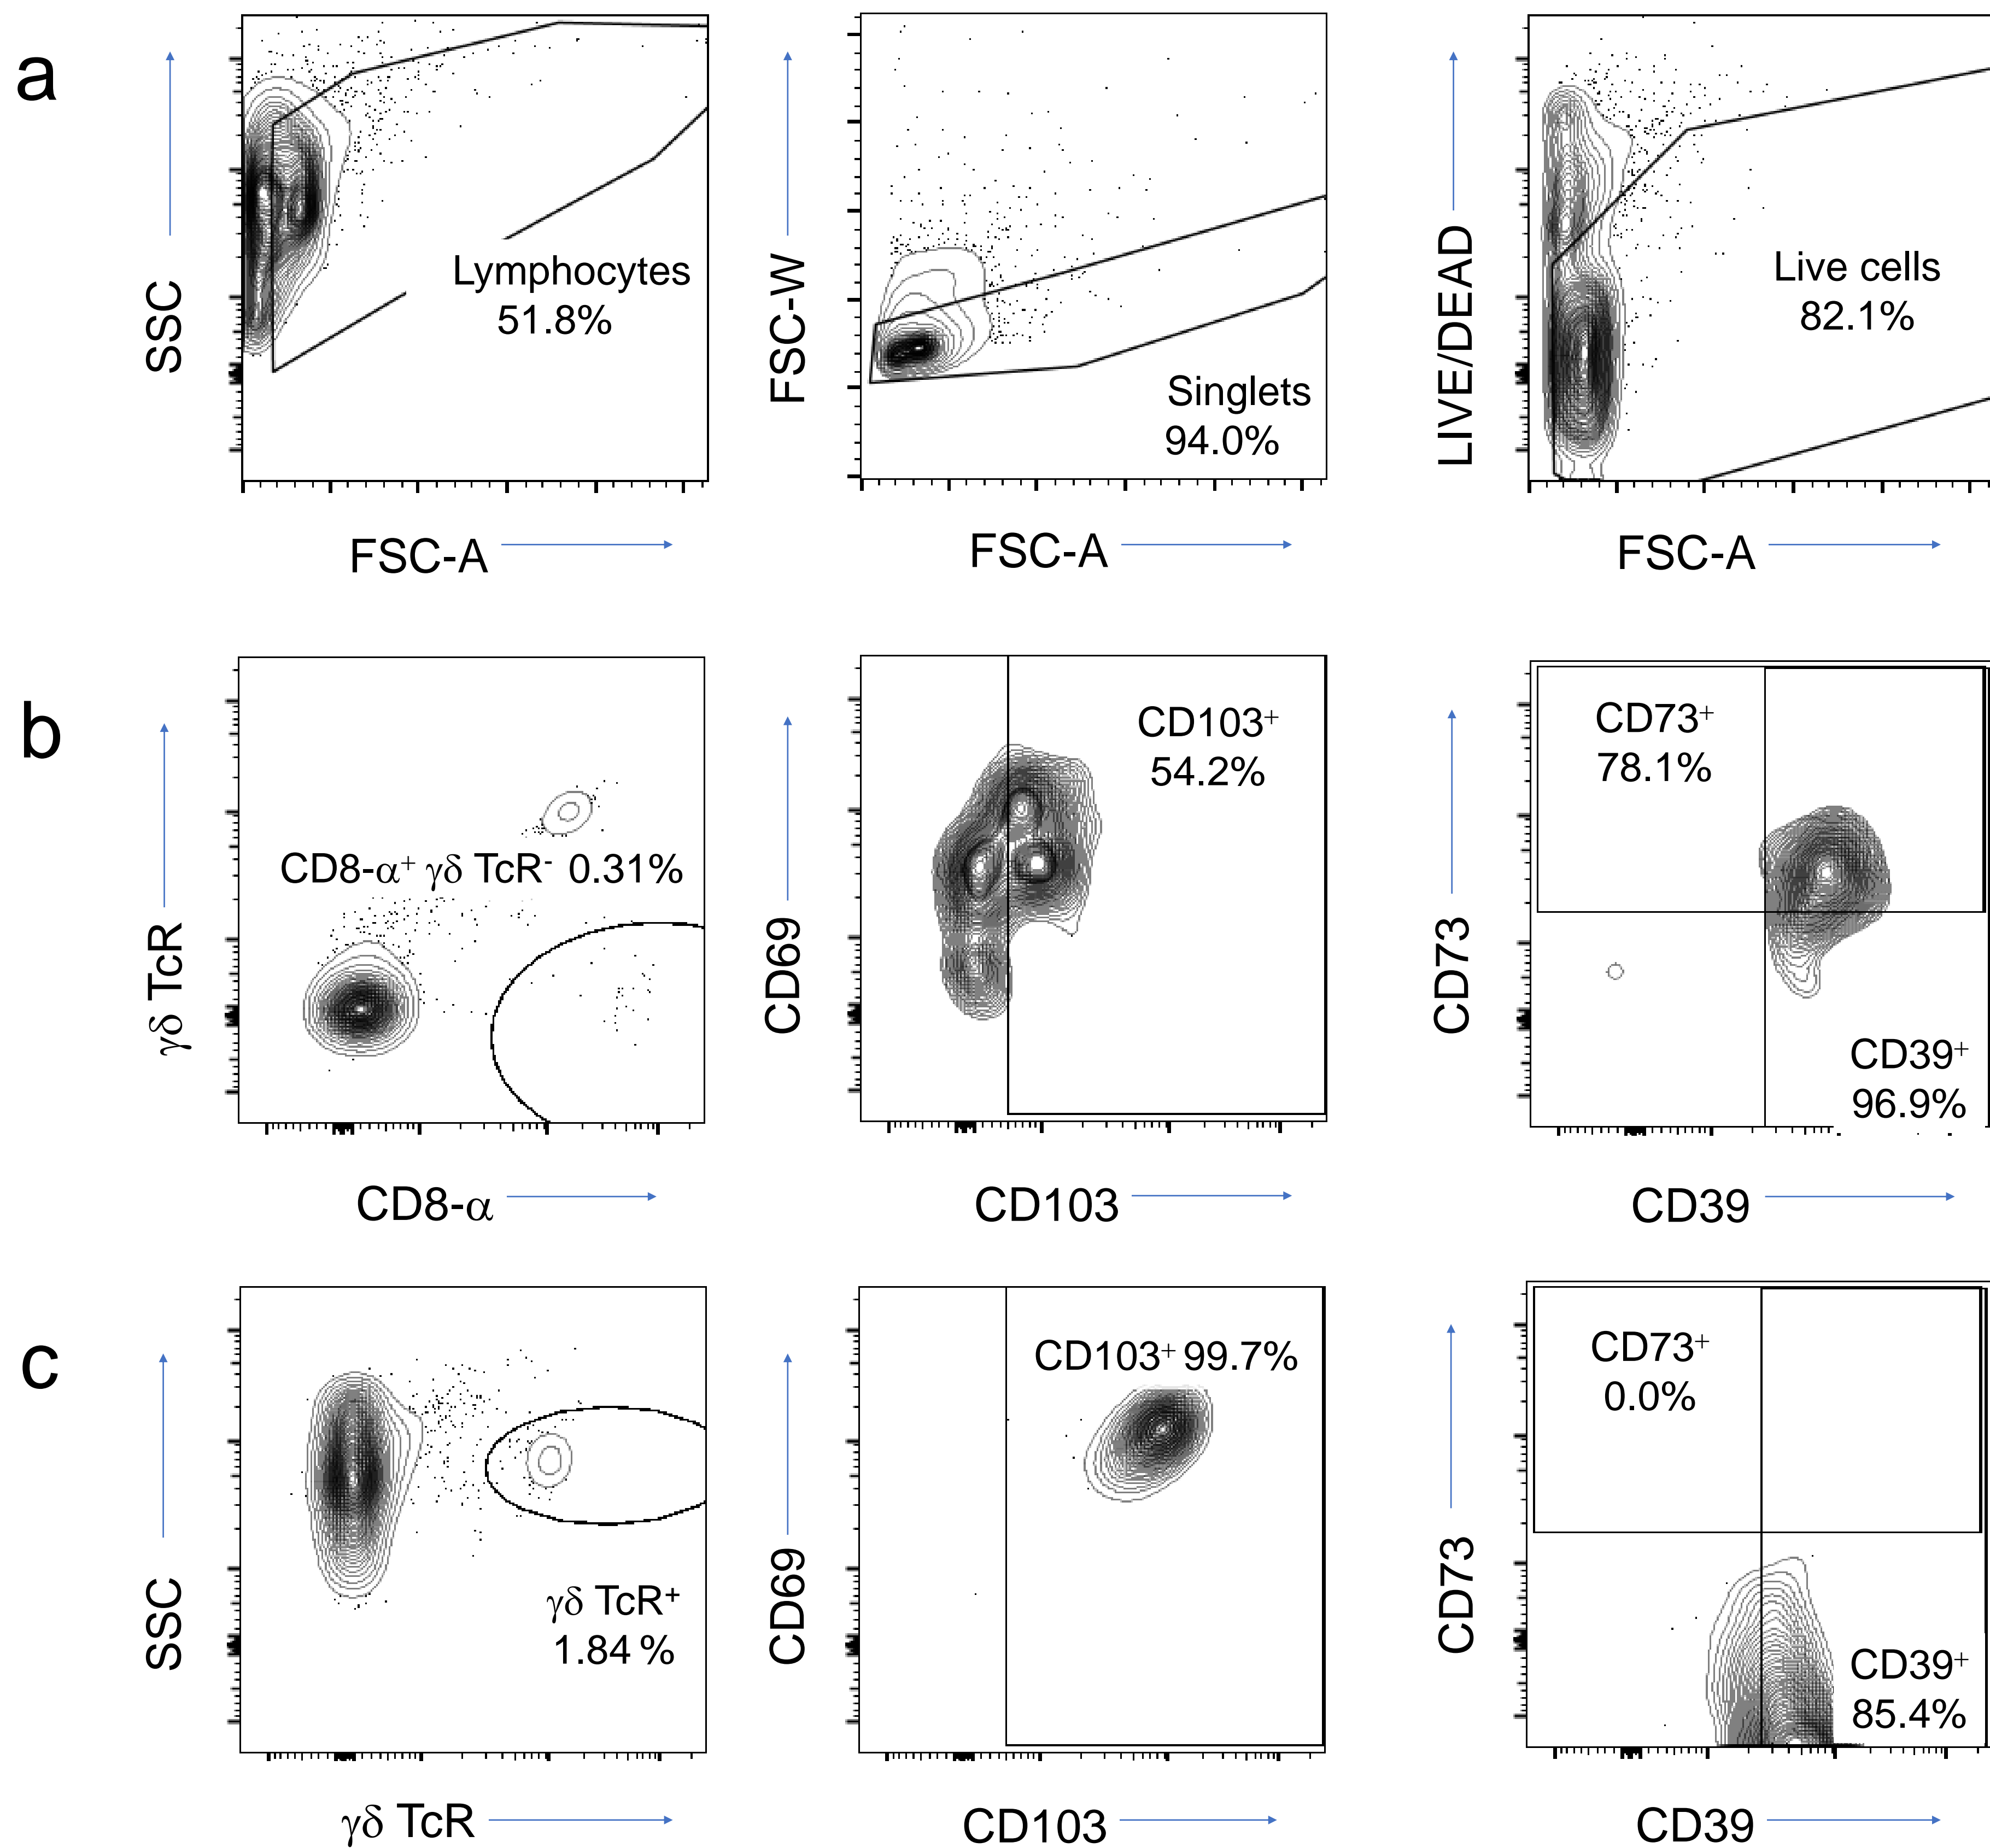 a
SSC
Lymphocytes
51.8%
FSC-A
FSC-W
Singlets
94.0%
FSC-A
LIVE/DEAD
Live cells
82.1%
FSC-A
b
γδ TcR
CD8-α⁺ γδ TcR⁻ 0.31%
CD8-α
CD69
CD103⁺
54.2%
CD103
CD73
CD73⁺
78.1%
CD39⁺
96.9%
CD39
c
SSC
γδ TcR⁺
1.84 %
γδ TcR
CD69
CD103⁺ 99.7%
CD103
CD73
CD73⁺
0.0%
CD39⁺
85.4%
CD39